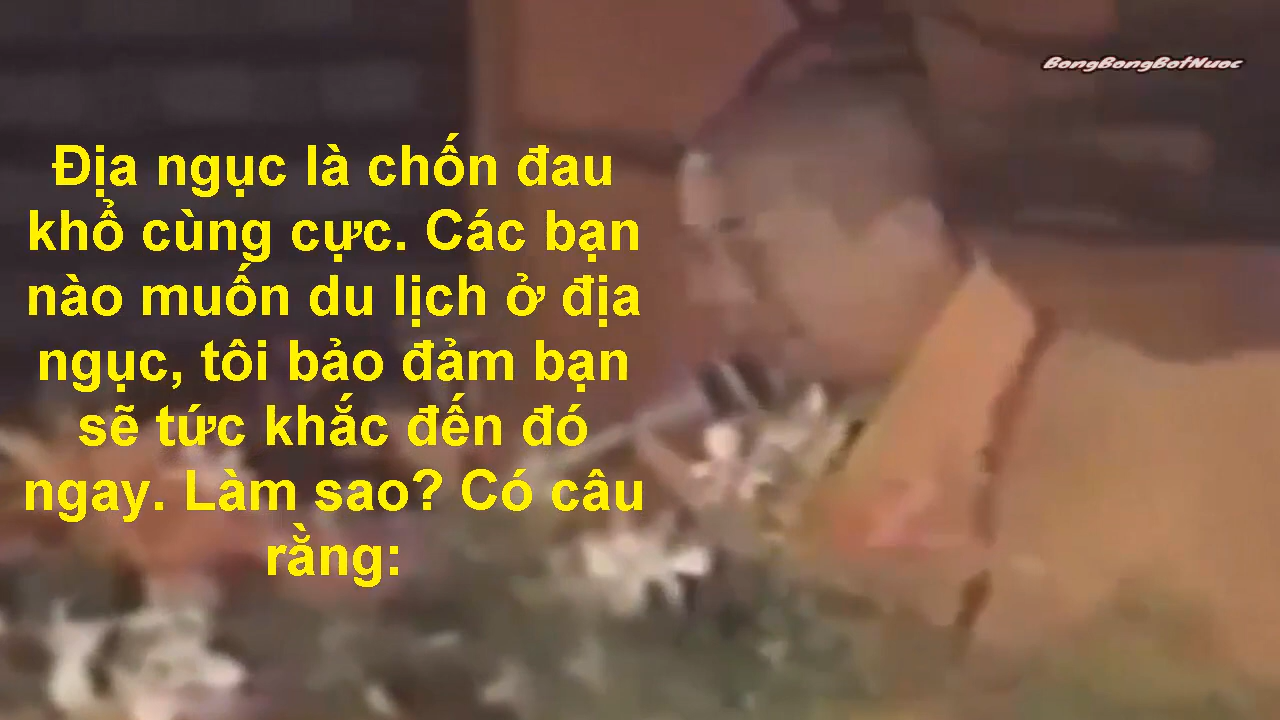 BongBongBotNuoc
Địa ngục là chốn đau
khổ cùng cực. Các bạn
nào muốn du lịch ở địa
ngục, tôi bảo đảm bạn
sẽ tức khắc đến đó
ngay. Làm sao? Có câu
rằng: